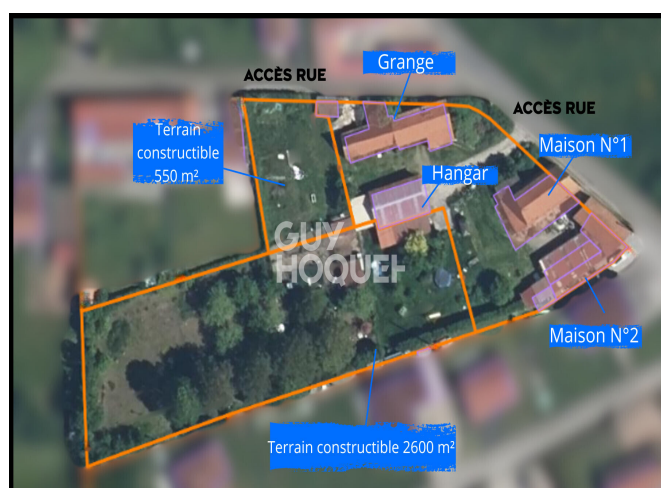 Grange
ACCÈS RUE
ACCÈS RUE
Terrain
constructible
550 m²
Maison N°1
Hangar
GUY
HOQUET
Maison N°2
Terrain constructible 2600 m²